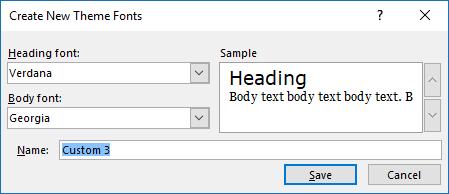 Create New Theme Fonts
?
Heading font:
Verdana
Body font:
Georgia
Sample
Heading
Body text body text body text. B
Name:
Custom 3
Save
Cancel